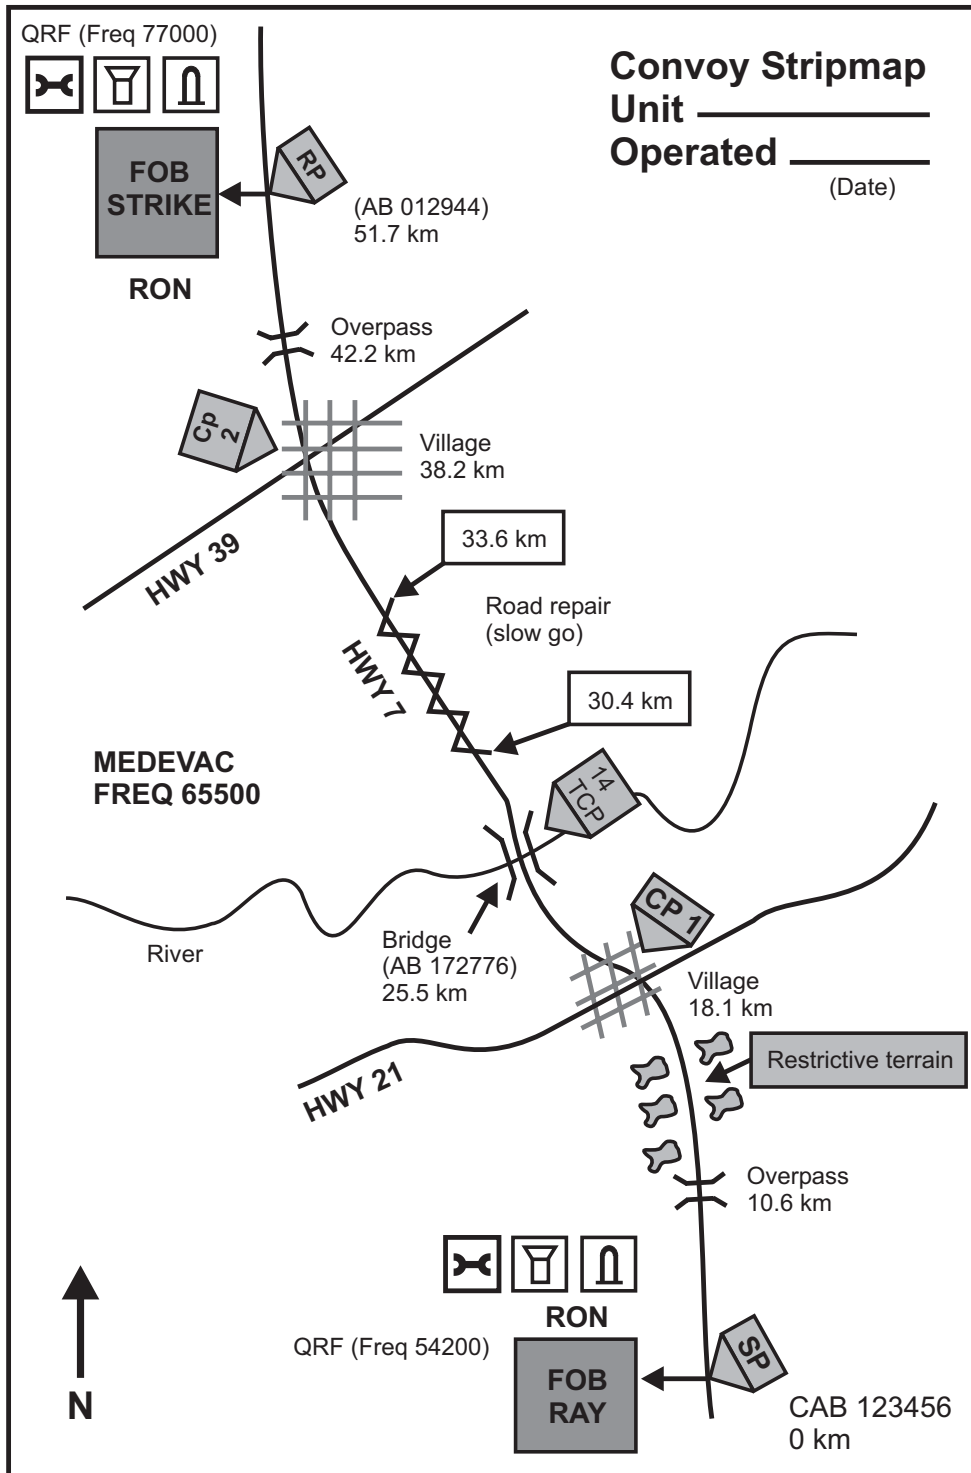 QRF (Freq 77000)
Convoy Stripmap
Unit
Operated
(Date)
FOB
STRIKE
RP
(AB 012944)
51.7 km
RON
Overpass
42.2 km
Cp
2
Village
38.2 km
HWY 39
33.6 km
Road repair
(slow go)
HWY 7
30.4 km
MEDEVAC
FREQ 65500
14
TCP
CP 1
River
Bridge
(AB 172776)
25.5 km
Village
18.1 km
Restrictive terrain
HWY 21
Overpass
10.6 km
RON
QRF (Freq 54200)
FOB
RAY
SP
CAB 123456
0 km
N